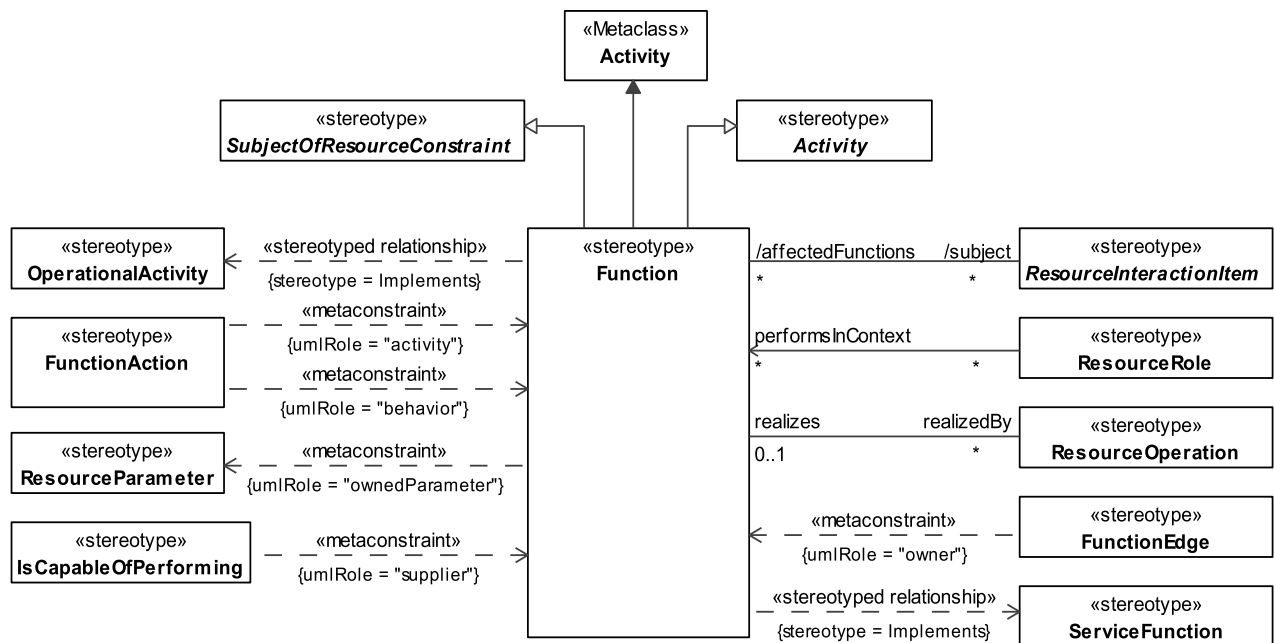 «Metaclass»
Activity
«stereotype»
SubjectOfResourceConstraint
«stereotype»
Activity
«stereotype»
OperationalActivity
«stereotyped relationship»
{stereotype = Implements}
«stereotype»
Function
/affectedFunctions
/subject
*
*
«stereotype»
ResourceInteractionItem
«stereotype»
FunctionAction
«metaconstraint»
{umlRole = "activity"}
«metaconstraint»
{umlRole = "behavior"}
performsInContext
*
*
«stereotype»
ResourceRole
«stereotype»
ResourceParameter
«metaconstraint»
{umlRole = "ownedParameter"}
realizes
realizedBy
0..1
*
«stereotype»
ResourceOperation
«stereotype»
IsCapableOfPerforming
«metaconstraint»
{umlRole = "supplier"}
«metaconstraint»
{umlRole = "owner"}
«stereotype»
FunctionEdge
«stereotyped relationship»
{stereotype = Implements}
«stereotype»
ServiceFunction